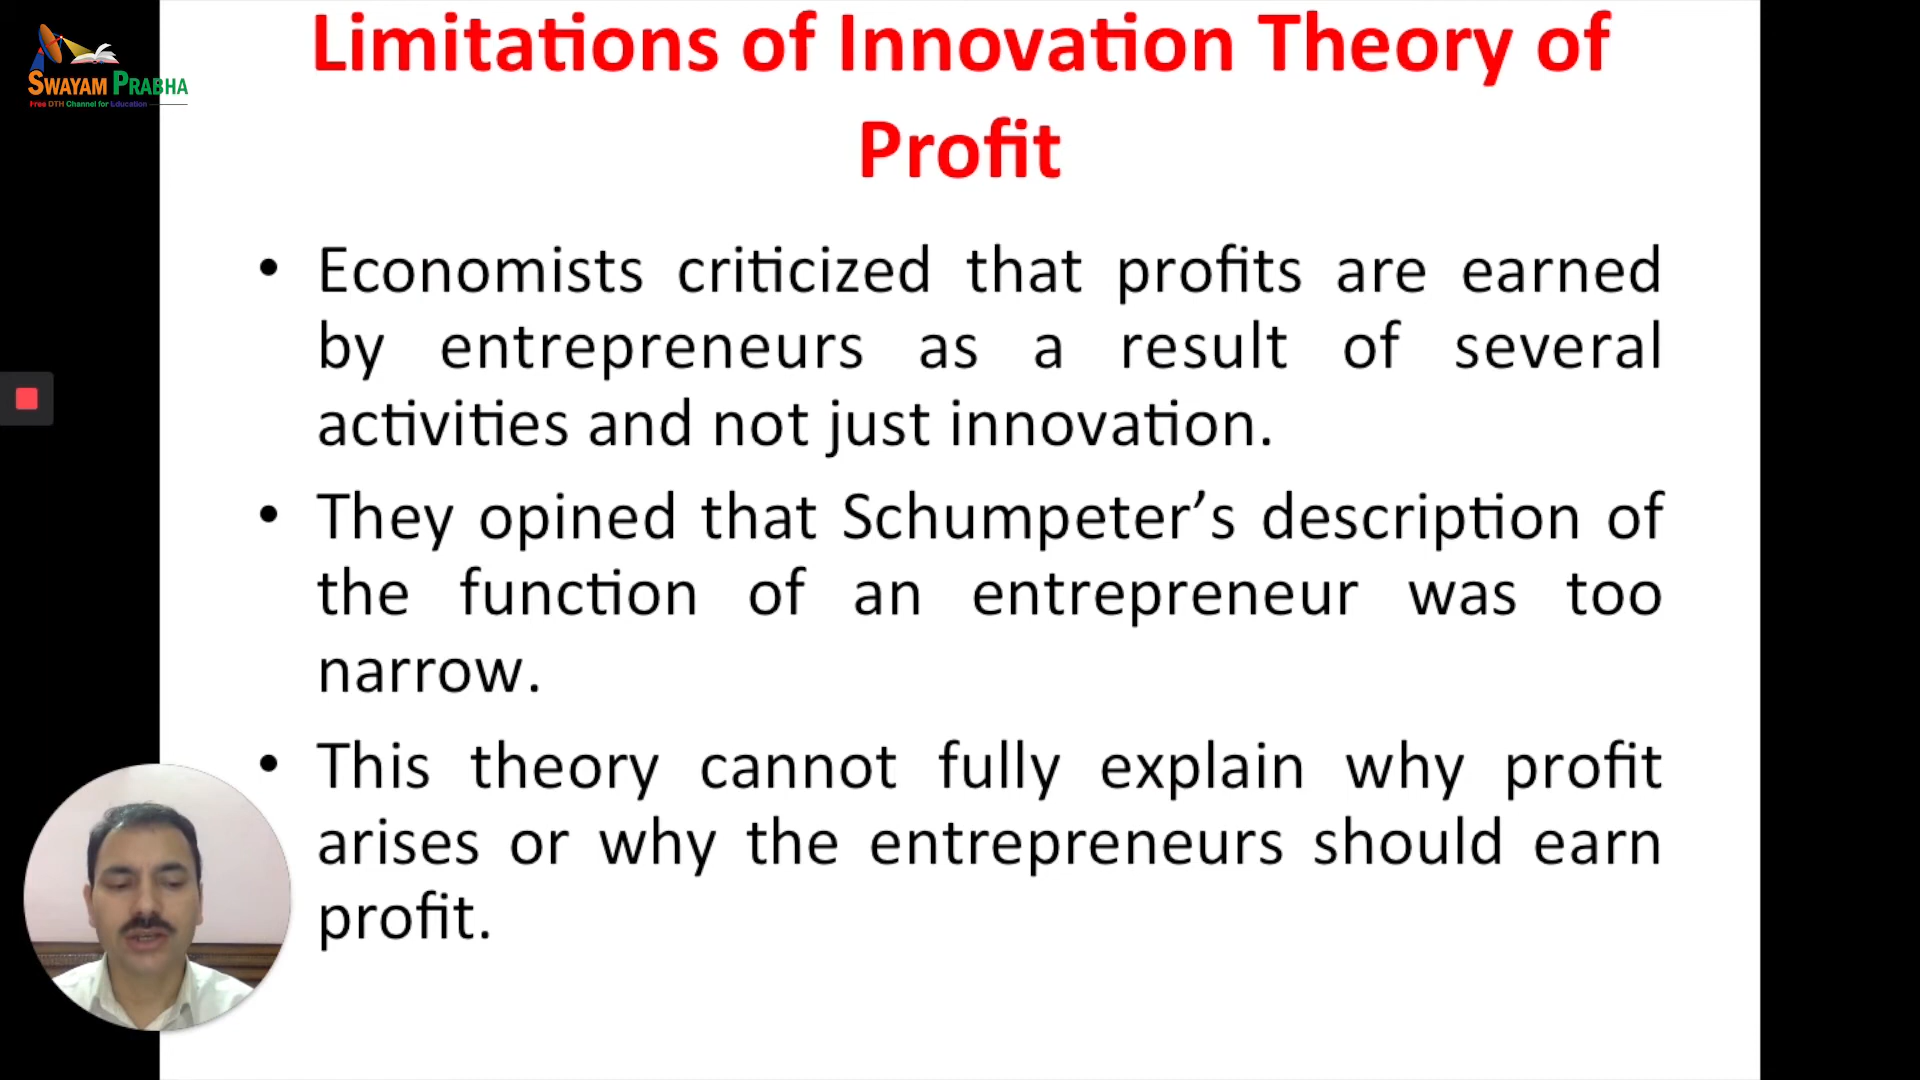 SWAYAM PRABHA
Free DTH Channel for Education
Limitations of Innovation Theory of
Profit
• Economists criticized that profits are earned
by entrepreneurs as a result of several
activities and not just innovation.
• They opined that Schumpeter’s description of
the function of an entrepreneur was too
narrow.
• This theory cannot fully explain why profit
arises or why the entrepreneurs should earn
profit.